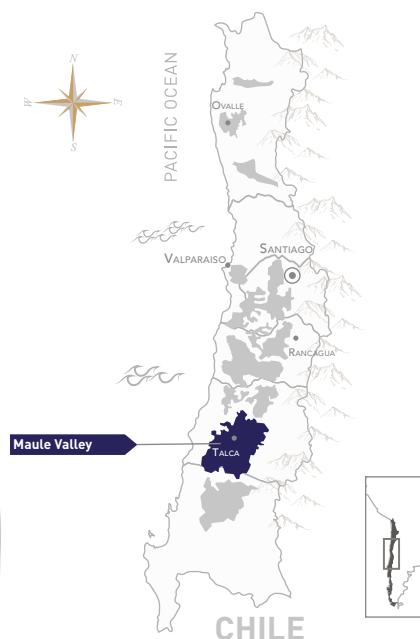 N
W
E
S
PACIFIC OCEAN
OVALLE
SANTIAGO
VALPARAISO
RANCAGUA
Maule Valley
TALCA
CHILE